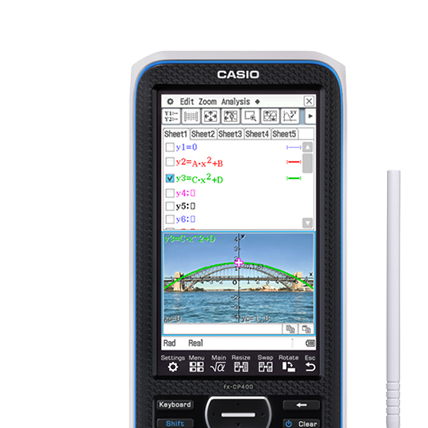 CASIO
Edit Zoom Analysis
Sheet1 Sheet2 Sheet3 Sheet4 Sheet5
y1=0
y2=A·x²+B
y3=C·x²+D
y4:
y5:
y6:
y3=C·x^2+D
Rad Real
Settings Menu Main Resize Swap Rotate Esc
fx-CP400
Keyboard
Shift Clear